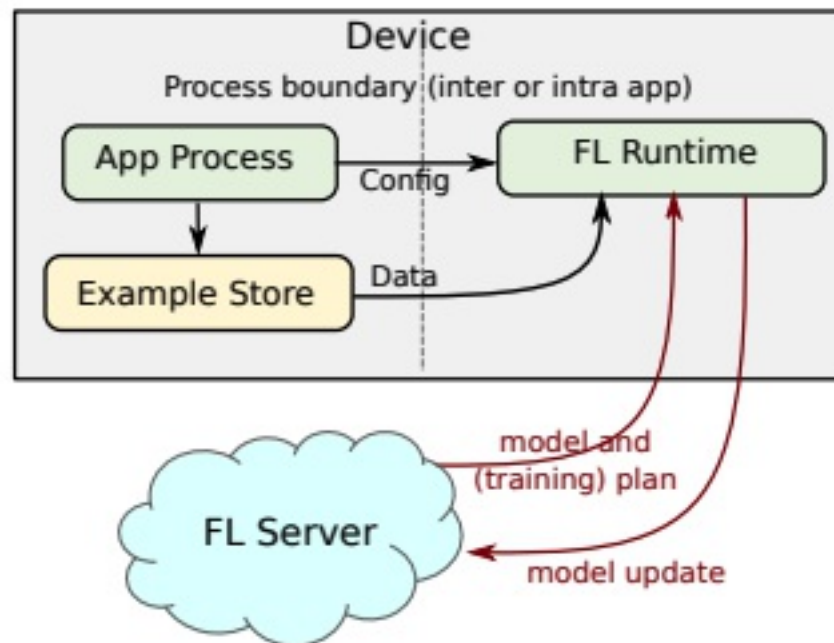 Device
Process boundary (inter or intra app)
App Process
Config
FL Runtime
Example Store
Data
model and
(training) plan
FL Server
model update